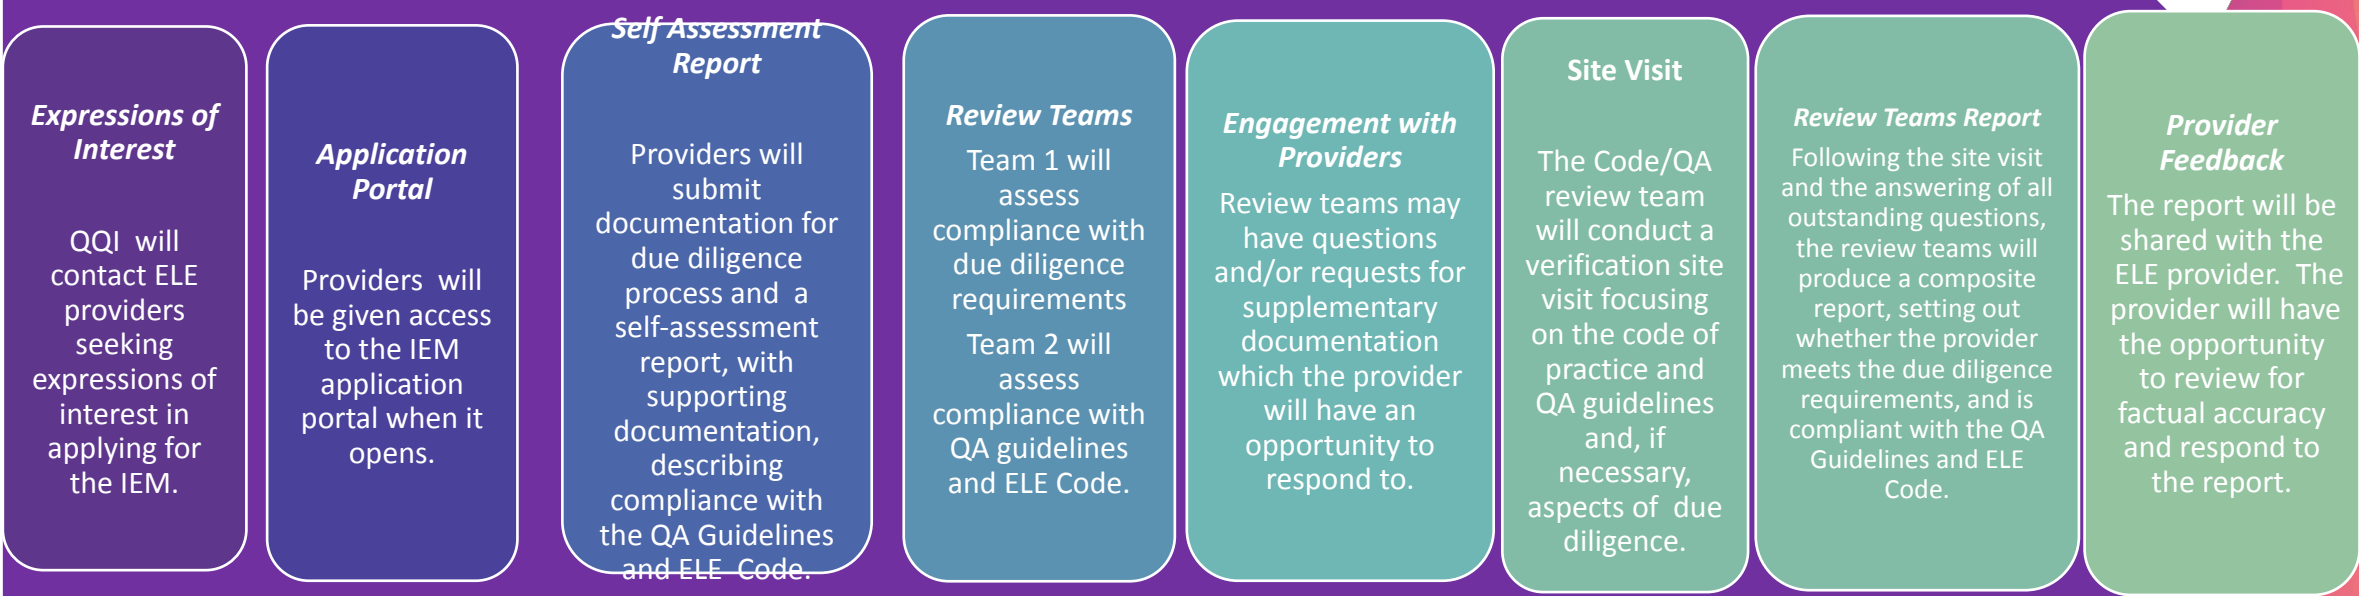 Expressions of
Interest
QQI will
contact ELE
providers
seeking
expressions of
interest in
applying for
the IEM.
Application
Portal
Providers will
be given access
to the IEM
application
portal when it
opens.
Self Assessment
Report
Providers will
submit
documentation for
due diligence
process and a
self-assessment
report, with
supporting
documentation,
describing
compliance with
the QA Guidelines
and ELE Code.
Review Teams
Team 1 will
assess
compliance with
due diligence
requirements
Team 2 will
assess
compliance with
QA guidelines
and ELE Code.
Engagement with
Providers
Review teams may
have questions
and/or requests for
supplementary
documentation
which the provider
will have an
opportunity to
respond to.
Site Visit
The Code/QA
review team
will conduct a
verification site
visit focusing
on the code of
practice and
QA guidelines
and, if
necessary,
aspects of due
diligence.
Review Teams Report
Following the site visit
and the answering of all
outstanding questions,
the review teams will
produce a composite
report, setting out
whether the provider
meets the due diligence
requirements, and is
compliant with the QA
Guidelines and ELE
Code.
Provider
Feedback
The report will be
shared with the
ELE provider. The
provider will have
the opportunity
to review for
factual accuracy
and respond to
the report.